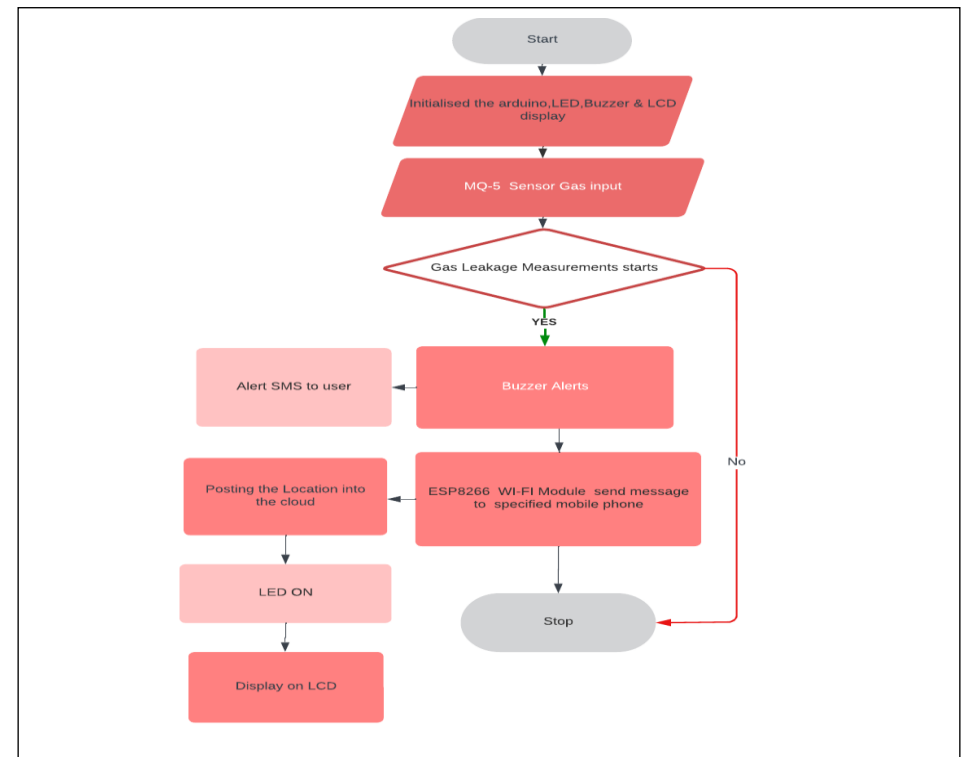 Start
Initialised the arduino,LED,Buzzer & LCD
display
MQ-5 Sensor Gas input
Gas Leakage Measurements starts
YES
Alert SMS to user
Buzzer Alerts
No
Posting the Location into
the cloud
ESP8266 WI-FI Module send message
to specified mobile phone
LED ON
Stop
Display on LCD